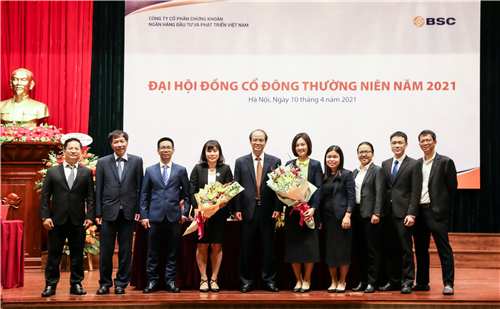 CÔNG TY CỔ PHẦN CHỨNG KHOÁN
NGÂN HÀNG ĐẦU TƯ VÀ PHÁT TRIỂN VIỆT NAM
BSC
ĐẠI HỘI ĐỒNG CỔ ĐÔNG THƯỜNG NIÊN NĂM 2021
Hà Nội, Ngày 10 tháng 4 năm 2021